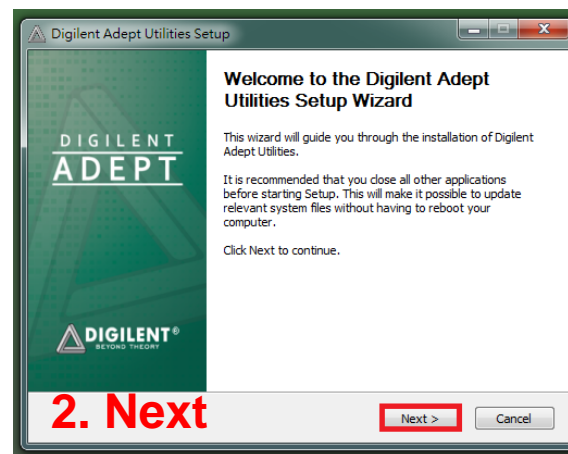 Digilent Adept Utilities Setup
Welcome to the Digilent Adept
Utilities Setup Wizard
This wizard will guide you through the installation of Digilent
Adept Utilities.
It is recommended that you close all other applications
before starting Setup. This will make it possible to update
relevant system files without having to reboot your
computer.
Click Next to continue.
DIGILENT
ADEPT
DIGILENT®
BEYOND THEORY
2. Next
Next >
Cancel